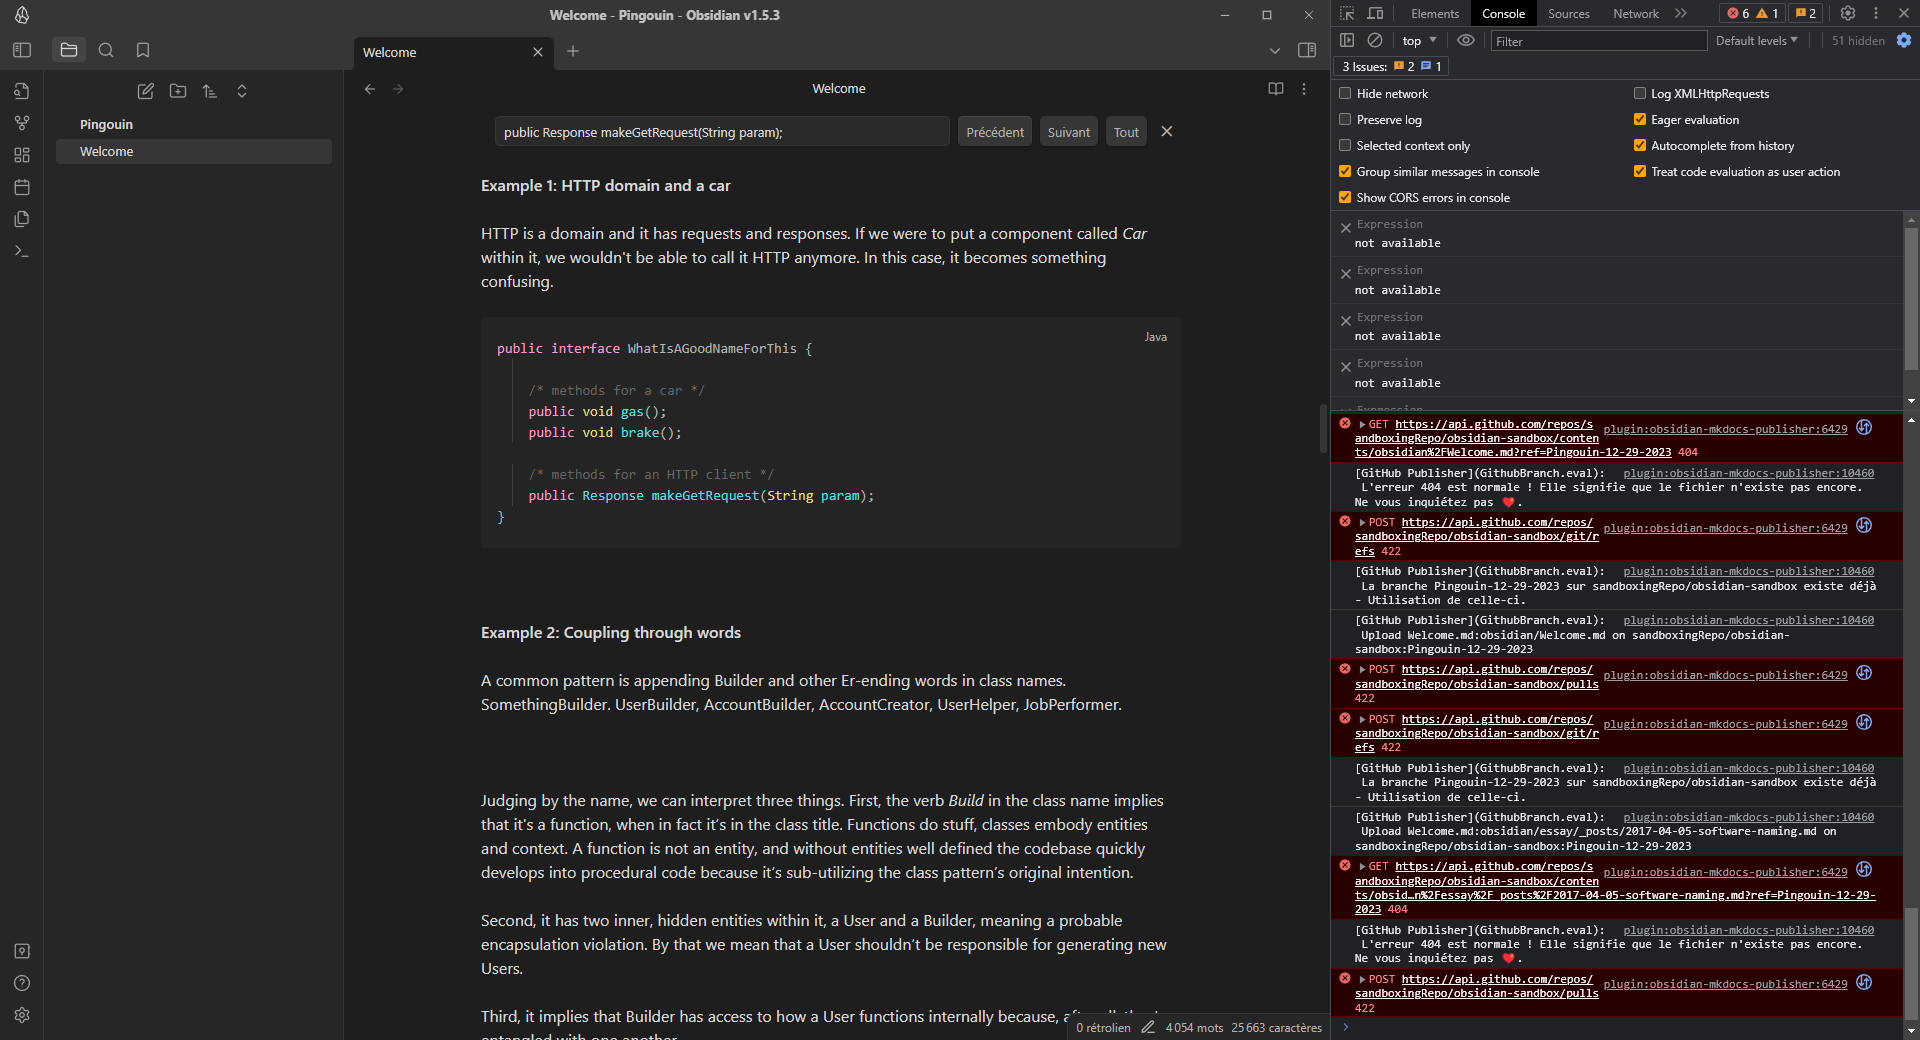 Welcome - Pingouin - Obsidian v1.5.3
Welcome
Welcome
Pingouin
Welcome
public Response makeGetRequest(String param);
Précédent
Suivant
Tout
Example 1: HTTP domain and a car
HTTP is a domain and it has requests and responses. If we were to put a component called Car
within it, we wouldn't be able to call it HTTP anymore. In this case, it becomes something
confusing.
Java
public interface WhatIsAGoodNameForThis {
/* methods for a car */
public void gas();
public void brake();
/* methods for an HTTP client */
public Response makeGetRequest(String param);
}
Example 2: Coupling through words
A common pattern is appending Builder and other Er-ending words in class names.
SomethingBuilder. UserBuilder, AccountBuilder, AccountCreator, UserHelper, JobPerformer.
Judging by the name, we can interpret three things. First, the verb Build in the class name implies
that it's a function, when in fact it’s in the class title. Functions do stuff, classes embody entities
and context. A function is not an entity, and without entities well defined the codebase quickly
develops into procedural code because it’s sub-utilizing the class pattern’s original intention.
Second, it has two inner, hidden entities within it, a User and a Builder, meaning a probable
encapsulation violation. By that we mean that a User shouldn’t be responsible for generating new
Users.
Third, it implies that Builder has access to how a User functions internally because,
entangled with one another
0 rétrolien
4 054 mots
25 663 caractères
Elements
Console
Sources
Network
6
1
2
top
Filter
Default levels
51 hidden
3 Issues: 2 1
Hide network
Log XMLHttpRequests
Preserve log
Eager evaluation
Selected context only
Autocomplete from history
Group similar messages in console
Treat code evaluation as user action
Show CORS errors in console
Expression
not available
Expression
not available
Expression
not available
Expression
not available
Expression
GET https://api.github.com/repos/s plugin:obsidian-mkdocs-publisher:6429
andboxingRepo/obsidian-sandbox/conten
ts/obsidian%2FWelcome.md?ref=Pingouin-12-29-2023 404
[GitHub Publisher](GithubBranch.eval): plugin:obsidian-mkdocs-publisher:10460
L'erreur 404 est normale ! Elle signifie que le fichier n'existe pas encore.
Ne vous inquiétez pas ❤️.
POST https://api.github.com/repos/ plugin:obsidian-mkdocs-publisher:6429
sandboxingRepo/obsidian-sandbox/git/r
efs 422
[GitHub Publisher](GithubBranch.eval): plugin:obsidian-mkdocs-publisher:10460
La branche Pingouin-12-29-2023 sur sandboxingRepo/obsidian-sandbox existe déjà
- Utilisation de celle-ci.
[GitHub Publisher](GithubBranch.eval): plugin:obsidian-mkdocs-publisher:10460
Upload Welcome.md:obsidian/Welcome.md on sandboxingRepo/obsidian-
sandbox:Pingouin-12-29-2023
POST https://api.github.com/repos/ plugin:obsidian-mkdocs-publisher:6429
sandboxingRepo/obsidian-sandbox/pulls
422
POST https://api.github.com/repos/ plugin:obsidian-mkdocs-publisher:6429
sandboxingRepo/obsidian-sandbox/git/r
efs 422
[GitHub Publisher](GithubBranch.eval): plugin:obsidian-mkdocs-publisher:10460
La branche Pingouin-12-29-2023 sur sandboxingRepo/obsidian-sandbox existe déjà
- Utilisation de celle-ci.
[GitHub Publisher](GithubBranch.eval): plugin:obsidian-mkdocs-publisher:10460
Upload Welcome.md:obsidian/essay/_posts/2017-04-05-software-naming.md on
sandboxingRepo/obsidian-sandbox:Pingouin-12-29-2023
GET https://api.github.com/repos/s plugin:obsidian-mkdocs-publisher:6429
andboxingRepo/obsidian-sandbox/conten
ts/obsid…n%2Fessay%2F_posts%2F2017-04-05-software-naming.md?ref=Pingouin-12-29-
2023 404
[GitHub Publisher](GithubBranch.eval): plugin:obsidian-mkdocs-publisher:10460
L'erreur 404 est normale ! Elle signifie que le fichier n'existe pas encore.
Ne vous inquiétez pas ❤️.
POST https://api.github.com/repos/ plugin:obsidian-mkdocs-publisher:6429
sandboxingRepo/obsidian-sandbox/pulls
422